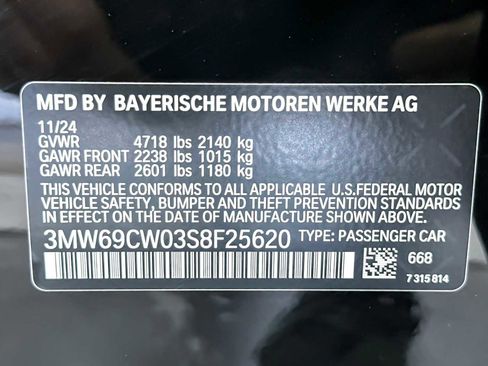 MFD BY BAYERISCHE MOTOREN WERKE AG
11/24
GVWR 4718 lbs 2140 kg
GAWR FRONT 2238 lbs 1015 kg
GAWR REAR 2601 lbs 1180 kg
THIS VEHICLE CONFORMS TO ALL APPLICABLE U.S.FEDERAL MOTOR
VEHICLE SAFETY, BUMPER AND THEFT PREVENTION STANDARDS
IN EFFECT ON THE DATE OF MANUFACTURE SHOWN ABOVE.
3MW69CW03S8F25620 TYPE: PASSENGER CAR
668
7 315 814